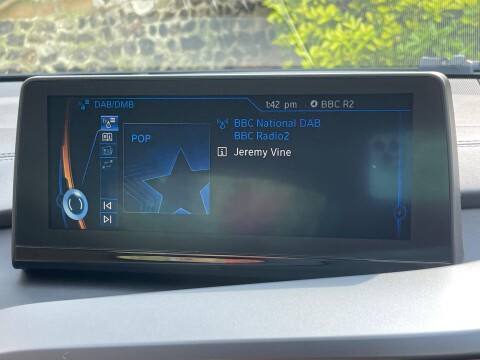 DAB/DMB
1:42 pm
BBC R2
POP
BBC National DAB
BBC Radio2
Jeremy Vine